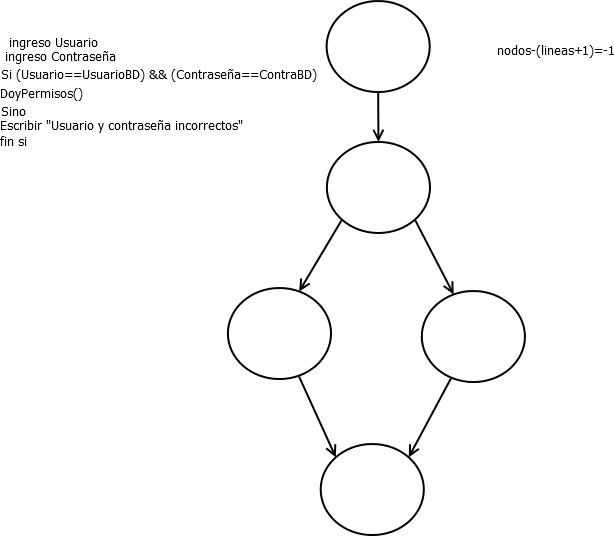 ingreso Usuario
ingreso Contraseña
Si (Usuario==UsuarioBD) && (Contraseña==ContraBD)
DoyPermisos()
Sino
Escribir "Usuario y contraseña incorrectos"
fin si
nodos-(lineas+1)=-1